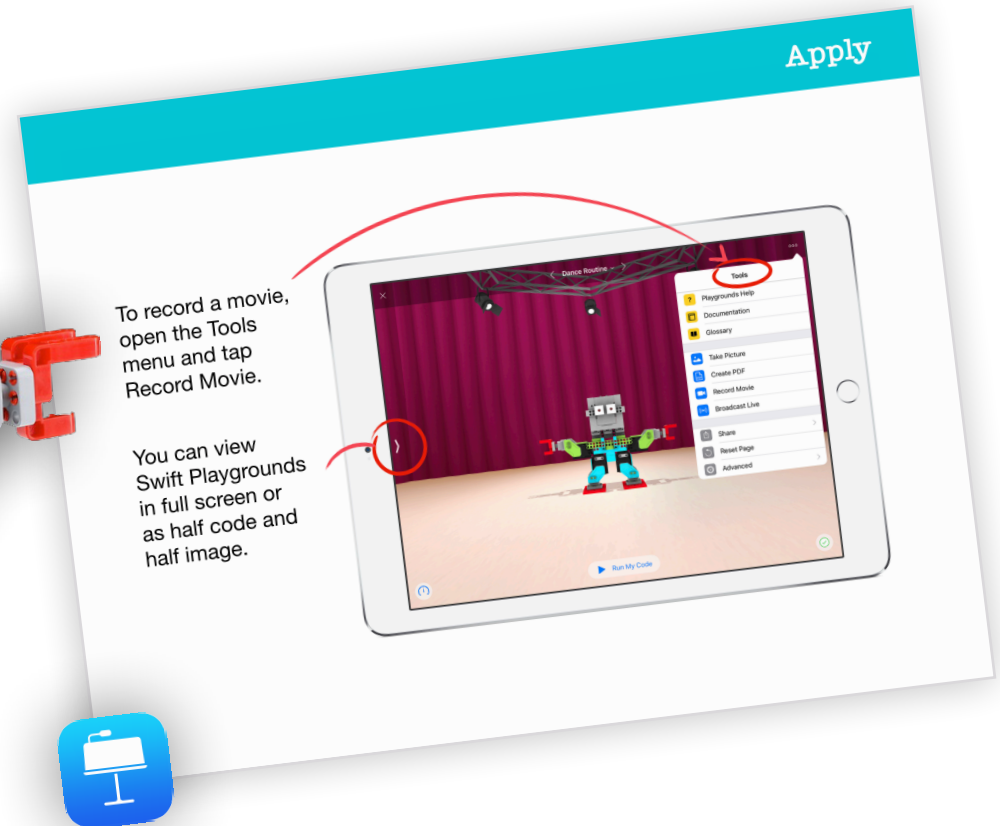 Apply
To record a movie,
open the Tools
menu and tap
Record Movie.
You can view
Swift Playgrounds
in full screen or
as half code and
half image.
Dance Routine
Tools
Playgrounds Help
Documentation
Glossary
Take Picture
Create PDF
Record Movie
Broadcast Live
Share
Reset Page
Advanced
Run My Code